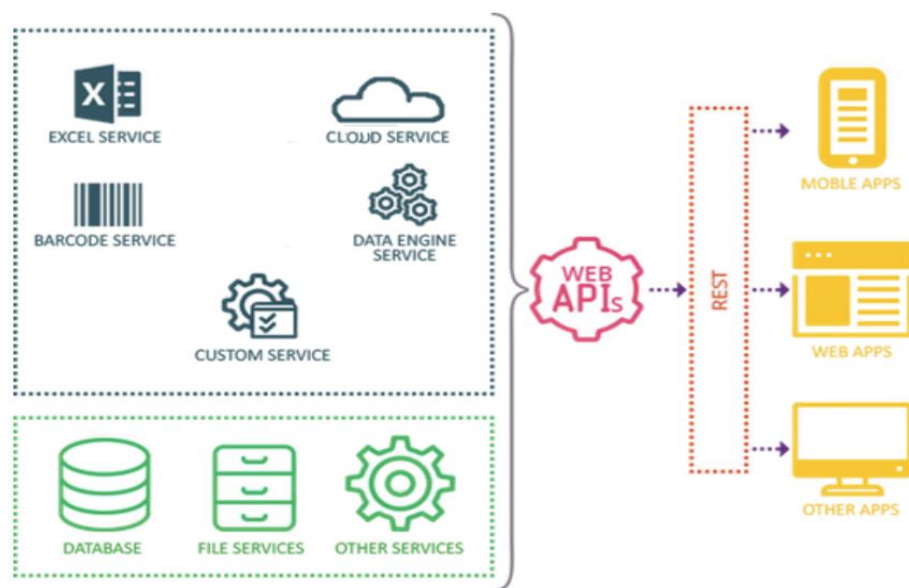 X
EXCEL SERVICE
CLOUD SERVICE
BARCODE SERVICE
DATA ENGINE
SERVICE
CUSTOM SERVICE
DATABASE
FILE SERVICES
OTHER SERVICES
WEB
APIs
REST
MOBLE APPS
WEB APPS
OTHER APPS